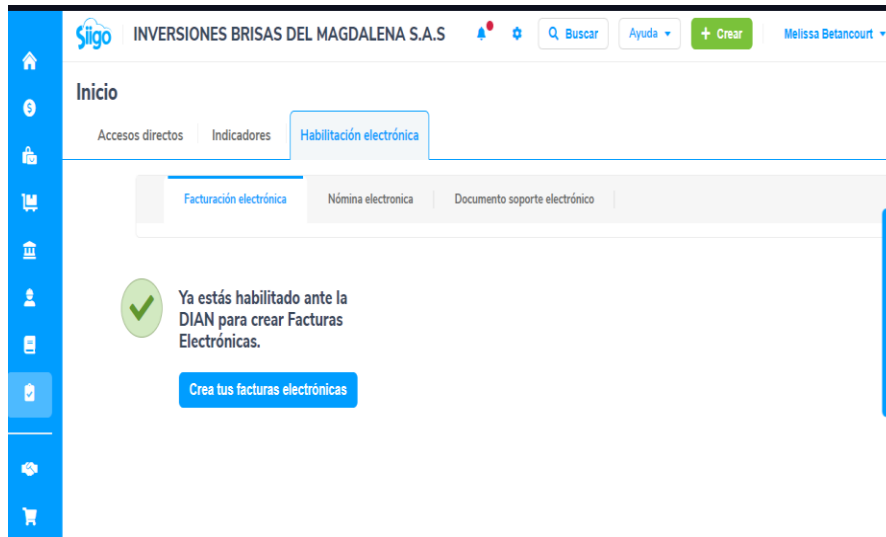 Siigo INVERSIONES BRISAS DEL MAGDALENA S.A.S Buscar Ayuda + Crear Melissa Betancourt
Inicio
Accesos directos Indicadores Habilitación electrónica
Facturación electrónica Nómina electronica Documento soporte electrónico
Ya estás habilitado ante la
DIAN para crear Facturas
Electrónicas.
Crea tus facturas electrónicas